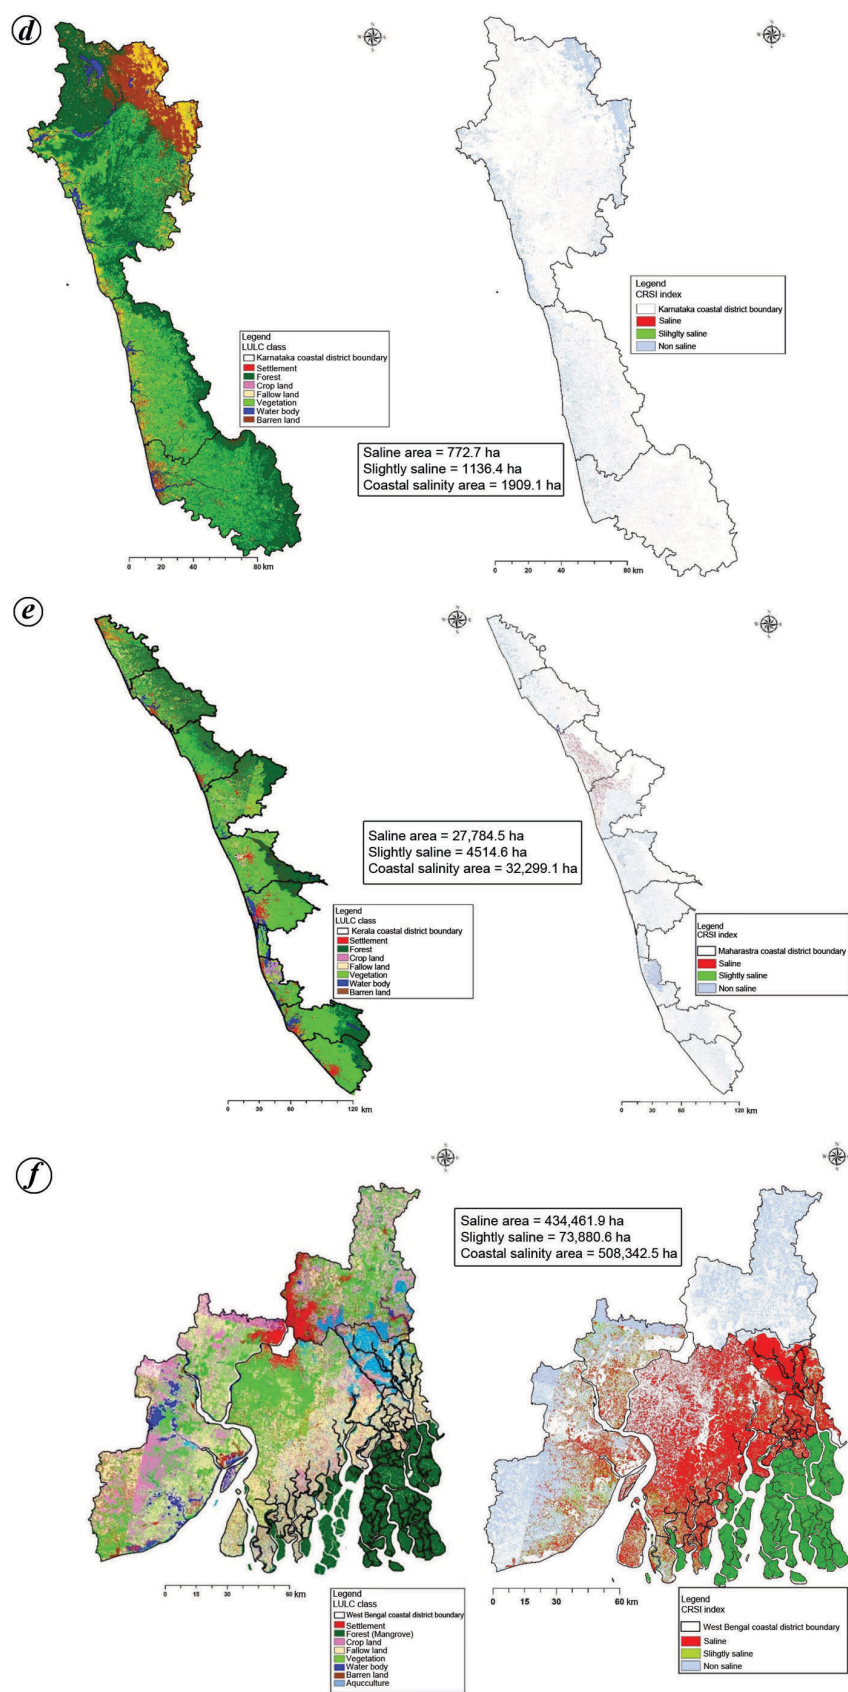 d
N
W E
S
N
W E
S
Legend
CRSI index
Karnataka coastal district boundary
Saline
Slihgtly saline
Non saline
Legend
LULC class
Karnataka coastal district boundary
Settlement
Forest
Crop land
Fallow land
Vegetation
Water body
Barren land
Saline area = 772.7 ha
Slightly saline = 1136.4 ha
Coastal salinity area = 1909.1 ha
0 20 40 80 km
0 20 40 80 km
e
N
W E
S
N
W E
S
Saline area = 27,784.5 ha
Slightly saline = 4514.6 ha
Coastal salinity area = 32,299.1 ha
Legend
LULC class
Kerala coastal district boundary
Settlement
Forest
Crop land
Fallow land
Vegetation
Water body
Barren land
Legend
CRSI index
Maharastra coastal district boundary
Saline
Slightly saline
Non saline
0 30 60 120 km
0 30 60 120 km
f
N
W E
S
N
W E
S
Saline area = 434,461.9 ha
Slightly saline = 73,880.6 ha
Coastal salinity area = 508,342.5 ha
0 15 30 60 km
0 15 30 60 km
Legend
LULC class
West Bengal coastal district boundary
Settlement
Forest (Mangrove)
Crop land
Fallow land
Vegetation
Water body
Barren land
Aqucculture
Legend
CRSI index
West Bengal coastal district boundary
Saline
Slihgtly saline
Non saline